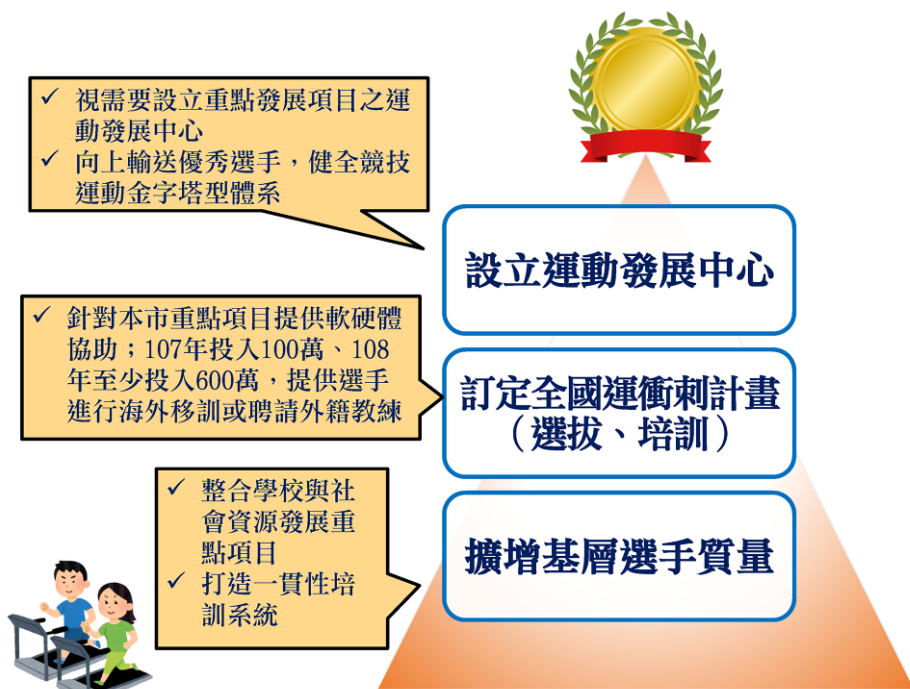 ✓ 視需要設立重點發展項目之運
動發展中心
✓ 向上輸送優秀選手，健全競技
運動金字塔型體系
設立運動發展中心
✓ 針對本市重點項目提供軟硬體
協助；107年投入100萬、108
年至少投入600萬，提供選手
進行海外移訓或聘請外籍教練
訂定全國運衝刺計畫
（選拔、培訓）
✓ 整合學校與社
會資源發展重
點項目
✓ 打造一貫性培
訓系統
擴增基層選手質量